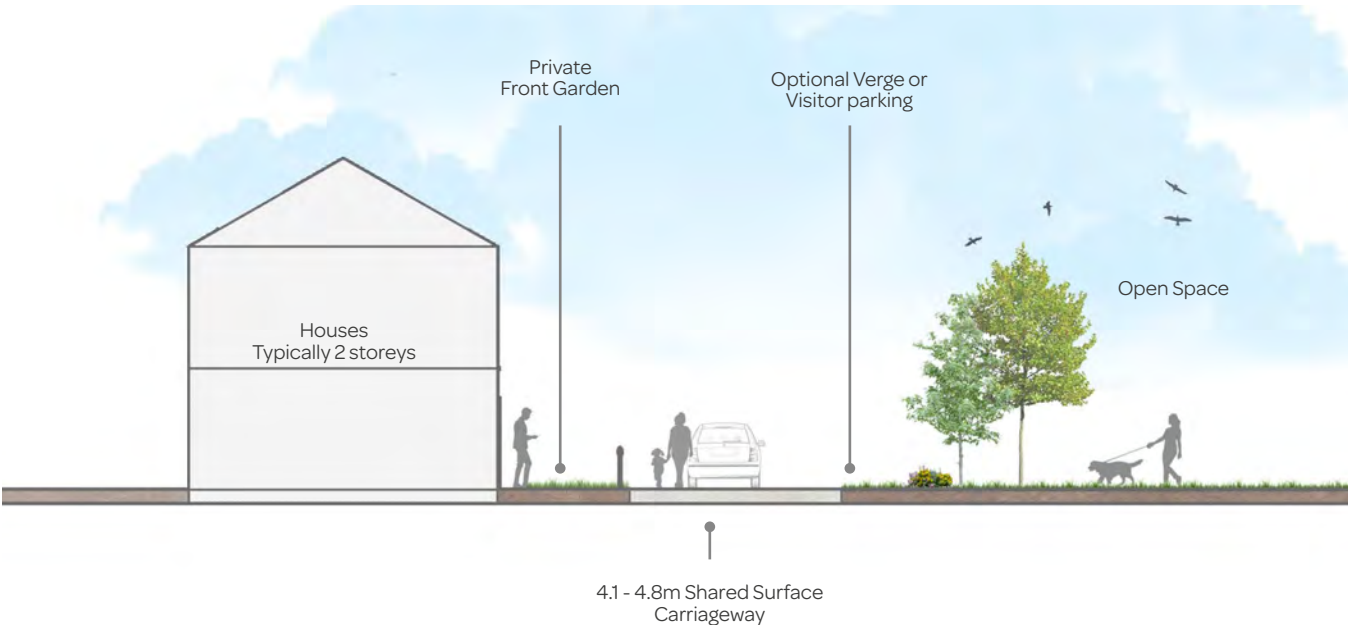 Private
Front Garden
Optional Verge or
Visitor parking
Open Space
Houses
Typically 2 storeys
4.1 - 4.8m Shared Surface
Carriageway